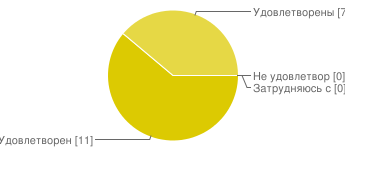 Удовлетворены [7
Не удовлетвор [0]
Затрудняюсь с [0]
Удовлетворен [11]